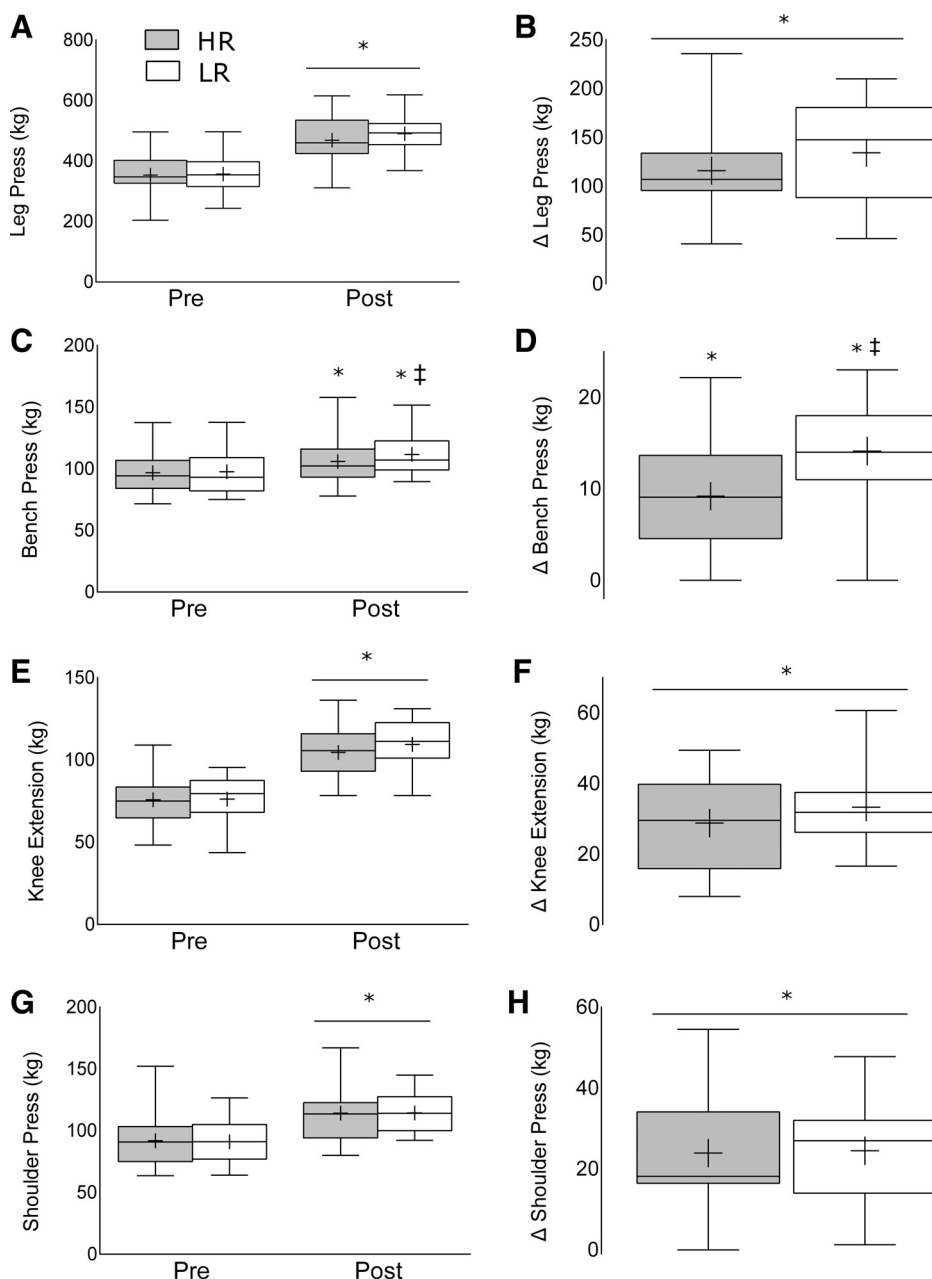 A
Leg Press (kg)
800
600
400
200
0
HR
LR
*
Pre Post
B
Δ Leg Press (kg)
250
200
150
100
50
0
*
C
Bench Press (kg)
200
150
100
50
0
* * ‡
Pre Post
D
Δ Bench Press (kg)
20
10
0
* * ‡
E
Knee Extension (kg)
150
100
50
0
*
Pre Post
F
Δ Knee Extension (kg)
60
40
20
0
*
G
Shoulder Press (kg)
200
150
100
50
0
*
Pre Post
H
Δ Shoulder Press (kg)
60
40
20
0
*